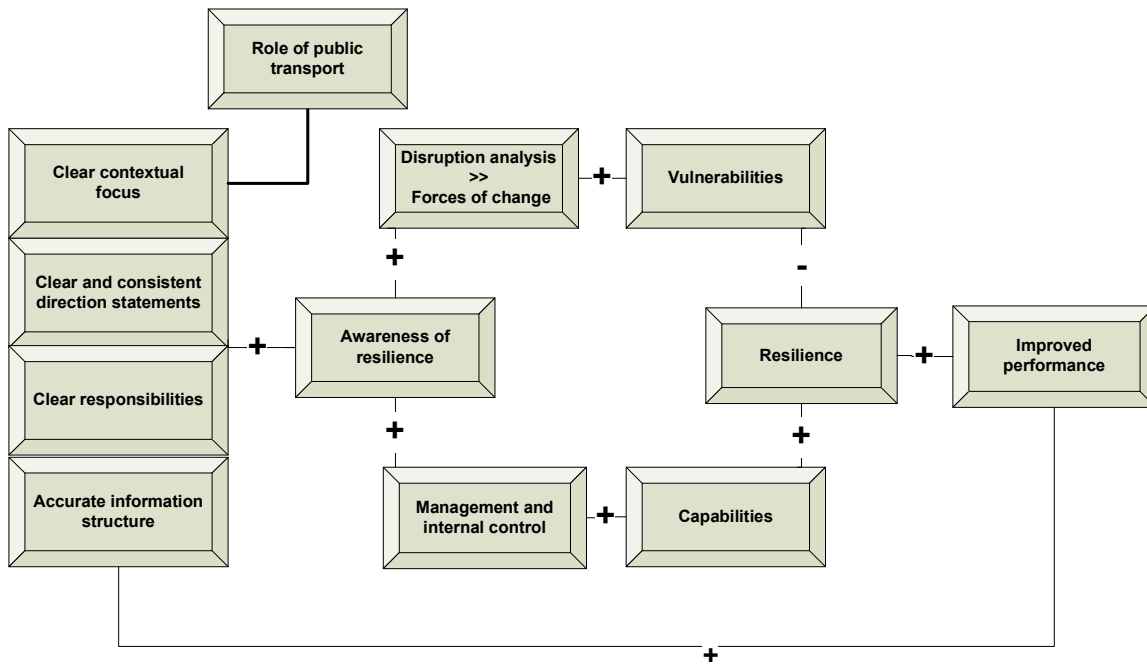 Role of public
transport
Clear contextual
focus
Disruption analysis
>>
Forces of change
+
Vulnerabilities
Clear and consistent
direction statements
+
-
+
Awareness of
resilience
Resilience
+
Improved
performance
Clear responsibilities
+
+
Accurate information
structure
Management and
internal control
+
Capabilities
+